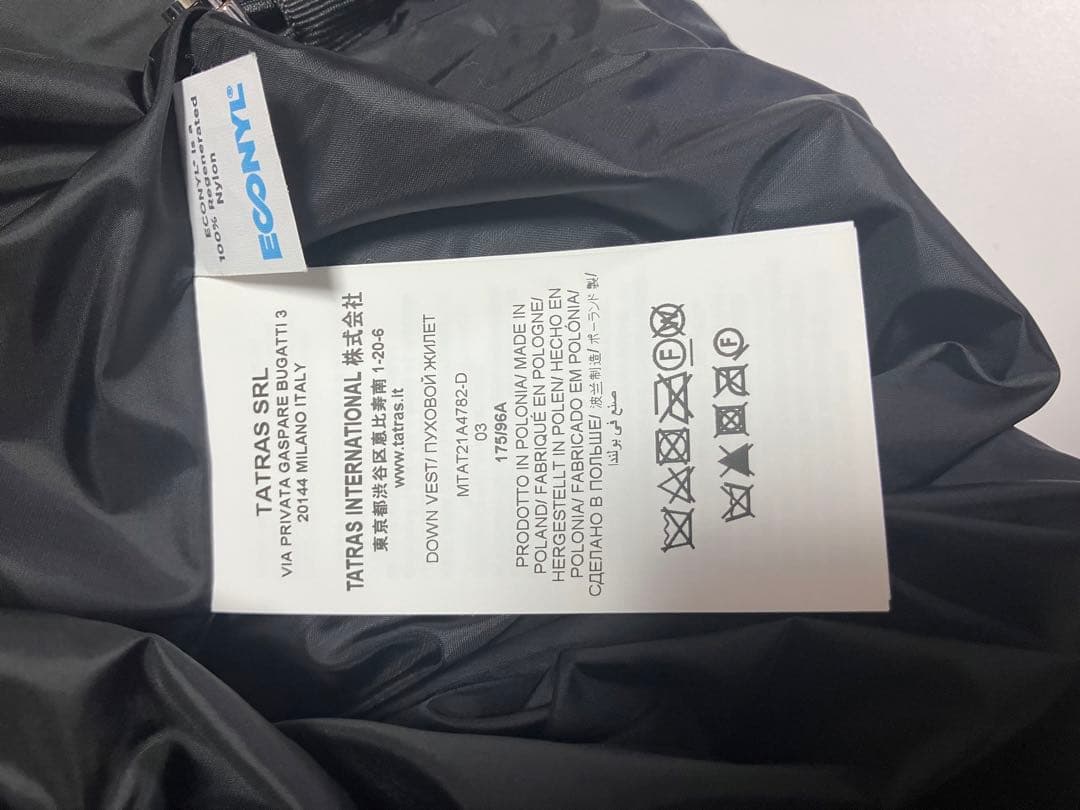 ECONYL® is a
100% Regenerated
Nylon
ECONYL®
TATRAS SRL
VIA PRIVATA GASPARE BUGATTI 3
20144 MILANO ITALY
TATRAS INTERNATIONAL 株式会社
東京都渋谷区恵比寿南 1-20-6
www.tatras.it
DOWN VEST/ ПУХОВОЙ ЖИЛЕТ
MTAT21A4782-D
03
175/96A
PRODOTTO IN POLONIA/ MADE IN
POLAND/ FABRIQUÉ EN POLOGNE/
HERGESTELLT IN POLEN/ HECHO EN
POLONIA/ FABRICADO EM POLÓNIA/
СДЕЛАНО В ПОЛЬШЕ/ 波兰制造/ ポーランド 製/
صنع في بولندا
F W
F